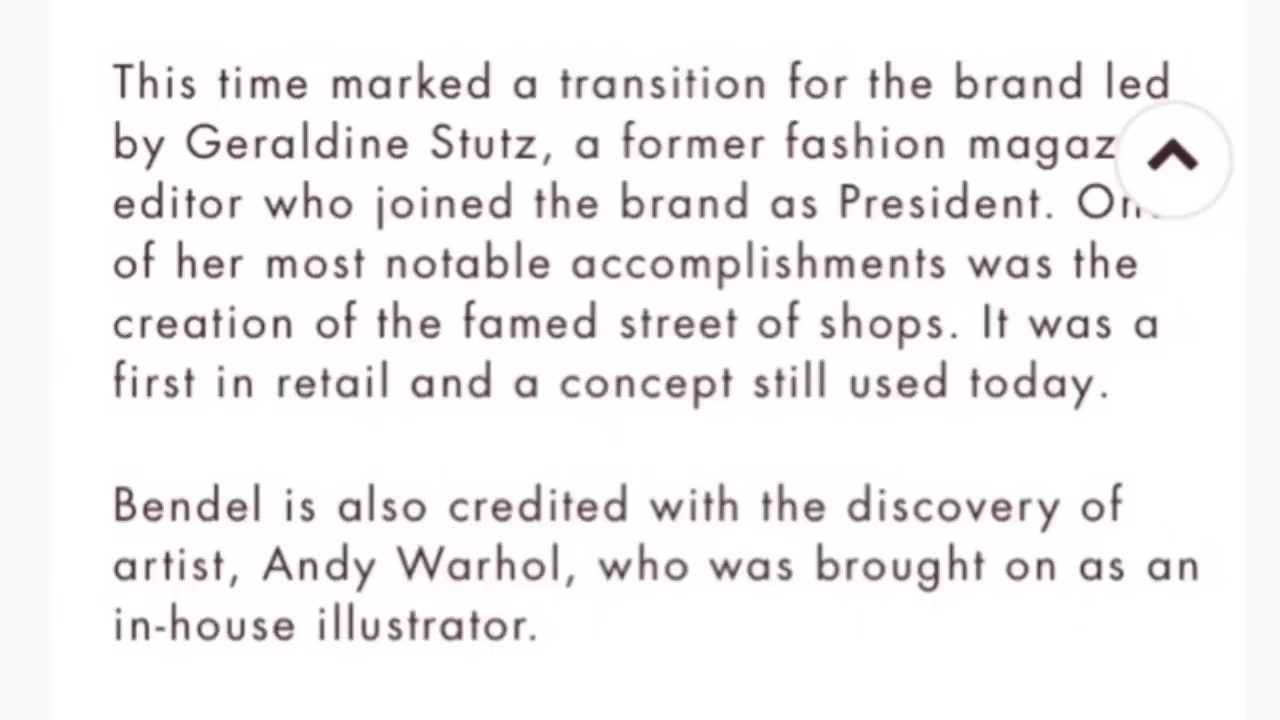 This time marked a transition for the brand led
by Geraldine Stutz, a former fashion
editor who joined the brand as President.
of her most notable accomplishments was the
creation of the famed street of shops. It was a
first in retail and a concept still used today.
Bendel is also credited with the discovery of
artist, Andy Warhol, who was brought on as an
in-house illustrator.